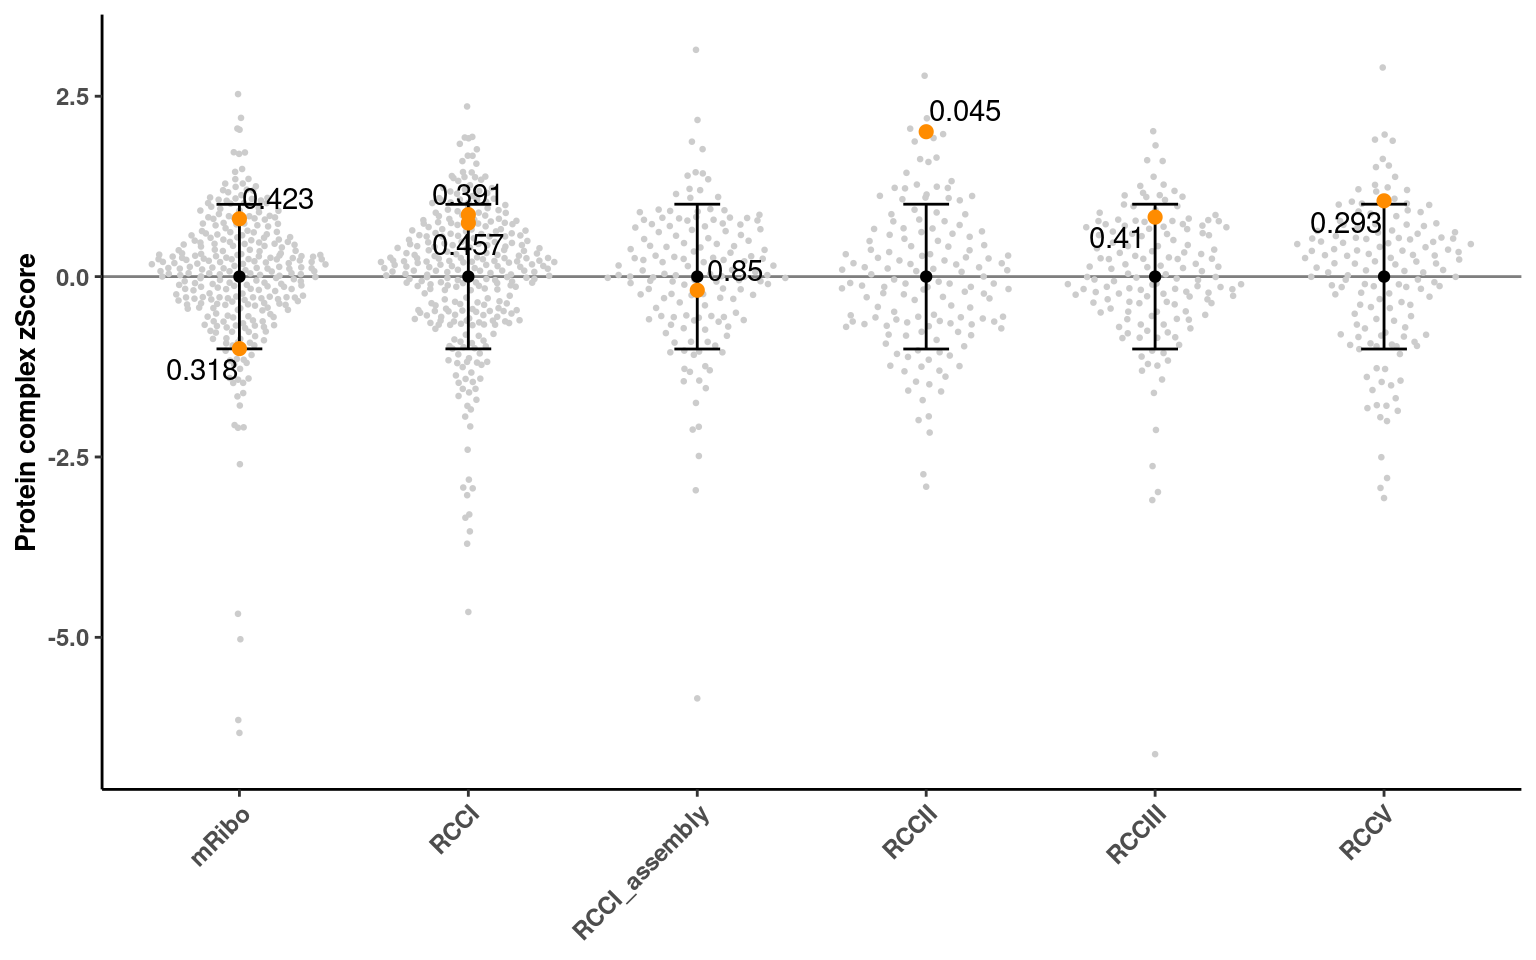 Protein complex zScore
2.5
0.0
-2.5
-5.0
0.423
0.318
0.391
0.457
0.85
0.045
0.41
0.293
mRibo
RCCI
RCCI_assembly
RCCII
RCCIII
RCCV